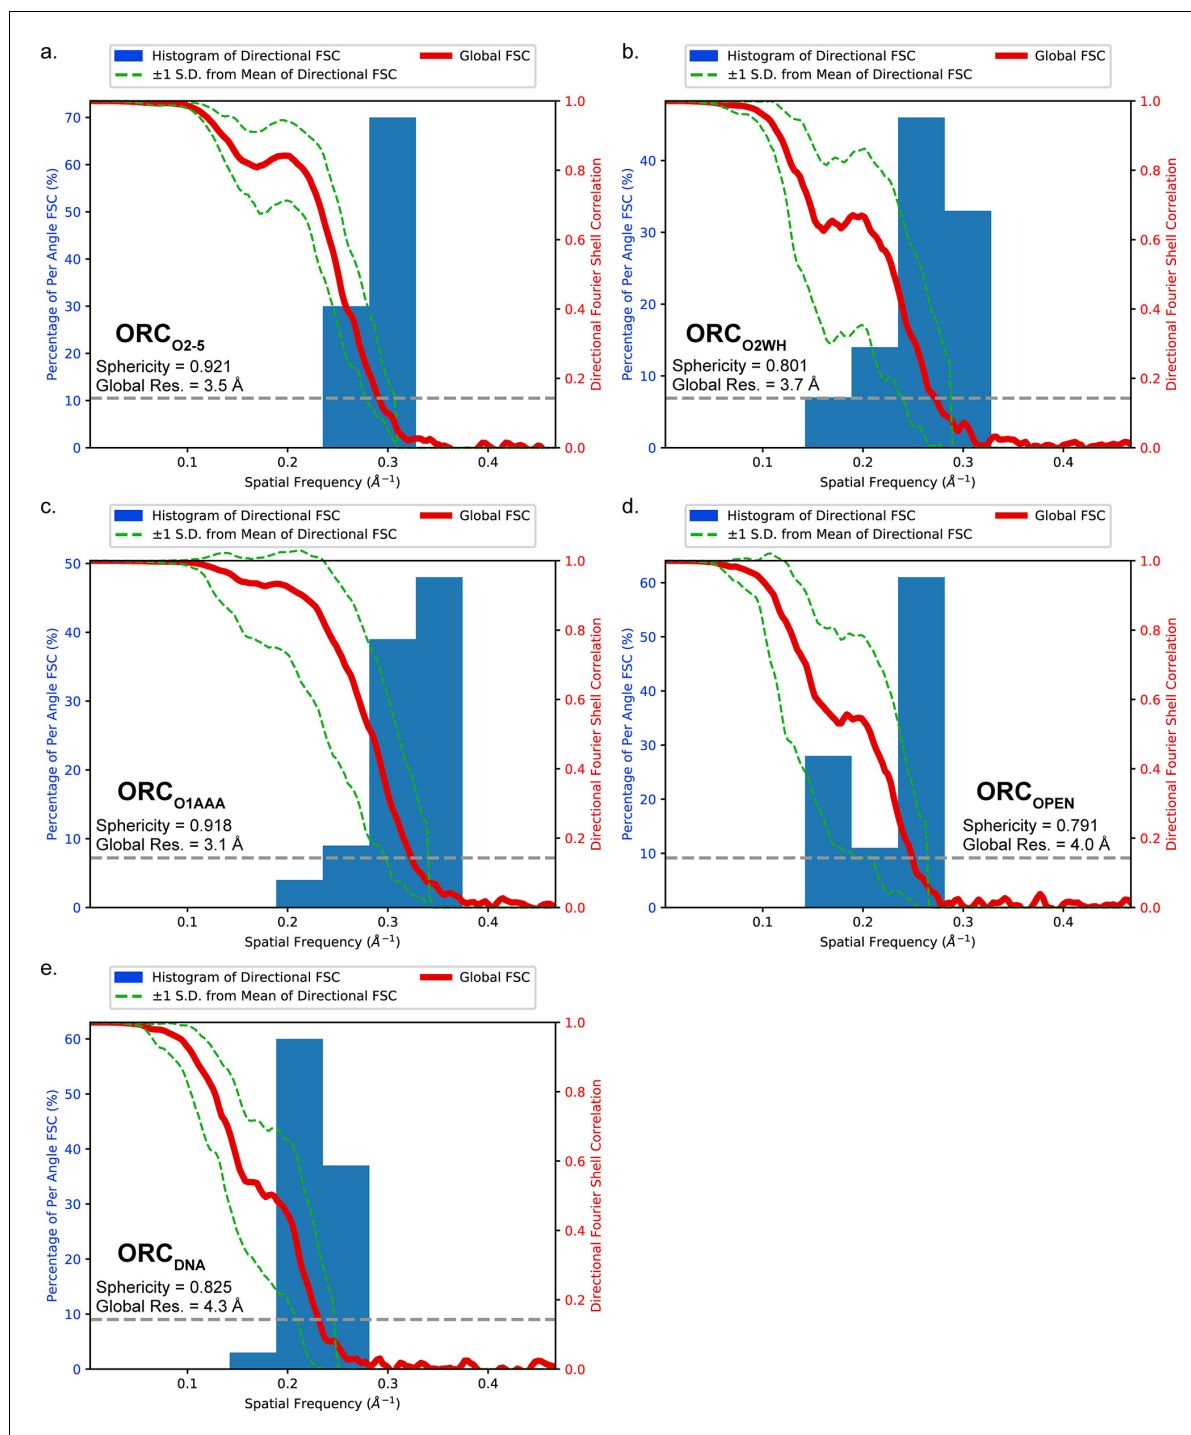 a.
Histogram of Directional FSC
Global FSC
±1 S.D. from Mean of Directional FSC
Percentage of Per Angle FSC (%)
70
60
50
40
30
20
10
0
1.0
0.8
0.6
0.4
0.2
0.0
Directional Fourier Shell Correlation
ORC O2-5
Sphericity = 0.921
Global Res. = 3.5 Å
0.1 0.2 0.3 0.4
Spatial Frequency (Å⁻¹)
b.
Histogram of Directional FSC
Global FSC
±1 S.D. from Mean of Directional FSC
Percentage of Per Angle FSC (%)
40
30
20
10
0
1.0
0.8
0.6
0.4
0.2
0.0
Directional Fourier Shell Correlation
ORC O2WH
Sphericity = 0.801
Global Res. = 3.7 Å
0.1 0.2 0.3 0.4
Spatial Frequency (Å⁻¹)
c.
Histogram of Directional FSC
Global FSC
±1 S.D. from Mean of Directional FSC
Percentage of Per Angle FSC (%)
50
40
30
20
10
0
1.0
0.8
0.6
0.4
0.2
0.0
Directional Fourier Shell Correlation
ORC O1AAA
Sphericity = 0.918
Global Res. = 3.1 Å
0.1 0.2 0.3 0.4
Spatial Frequency (Å⁻¹)
d.
Histogram of Directional FSC
Global FSC
±1 S.D. from Mean of Directional FSC
Percentage of Per Angle FSC (%)
60
50
40
30
20
10
0
1.0
0.8
0.6
0.4
0.2
0.0
Directional Fourier Shell Correlation
ORC OPEN
Sphericity = 0.791
Global Res. = 4.0 Å
0.1 0.2 0.3 0.4
Spatial Frequency (Å⁻¹)
e.
Histogram of Directional FSC
Global FSC
±1 S.D. from Mean of Directional FSC
Percentage of Per Angle FSC (%)
60
50
40
30
20
10
0
1.0
0.8
0.6
0.4
0.2
0.0
Directional Fourier Shell Correlation
ORC DNA
Sphericity = 0.825
Global Res. = 4.3 Å
0.1 0.2 0.3 0.4
Spatial Frequency (Å⁻¹)